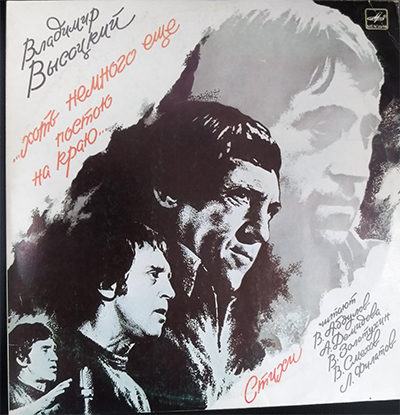 Владимир
Высоцкий
...хоть немного еще
постою
на краю...
Стихи
читают
В. Абдулов
А. Демидова
В. Золотухин
В. Смехов
Л. Филатов